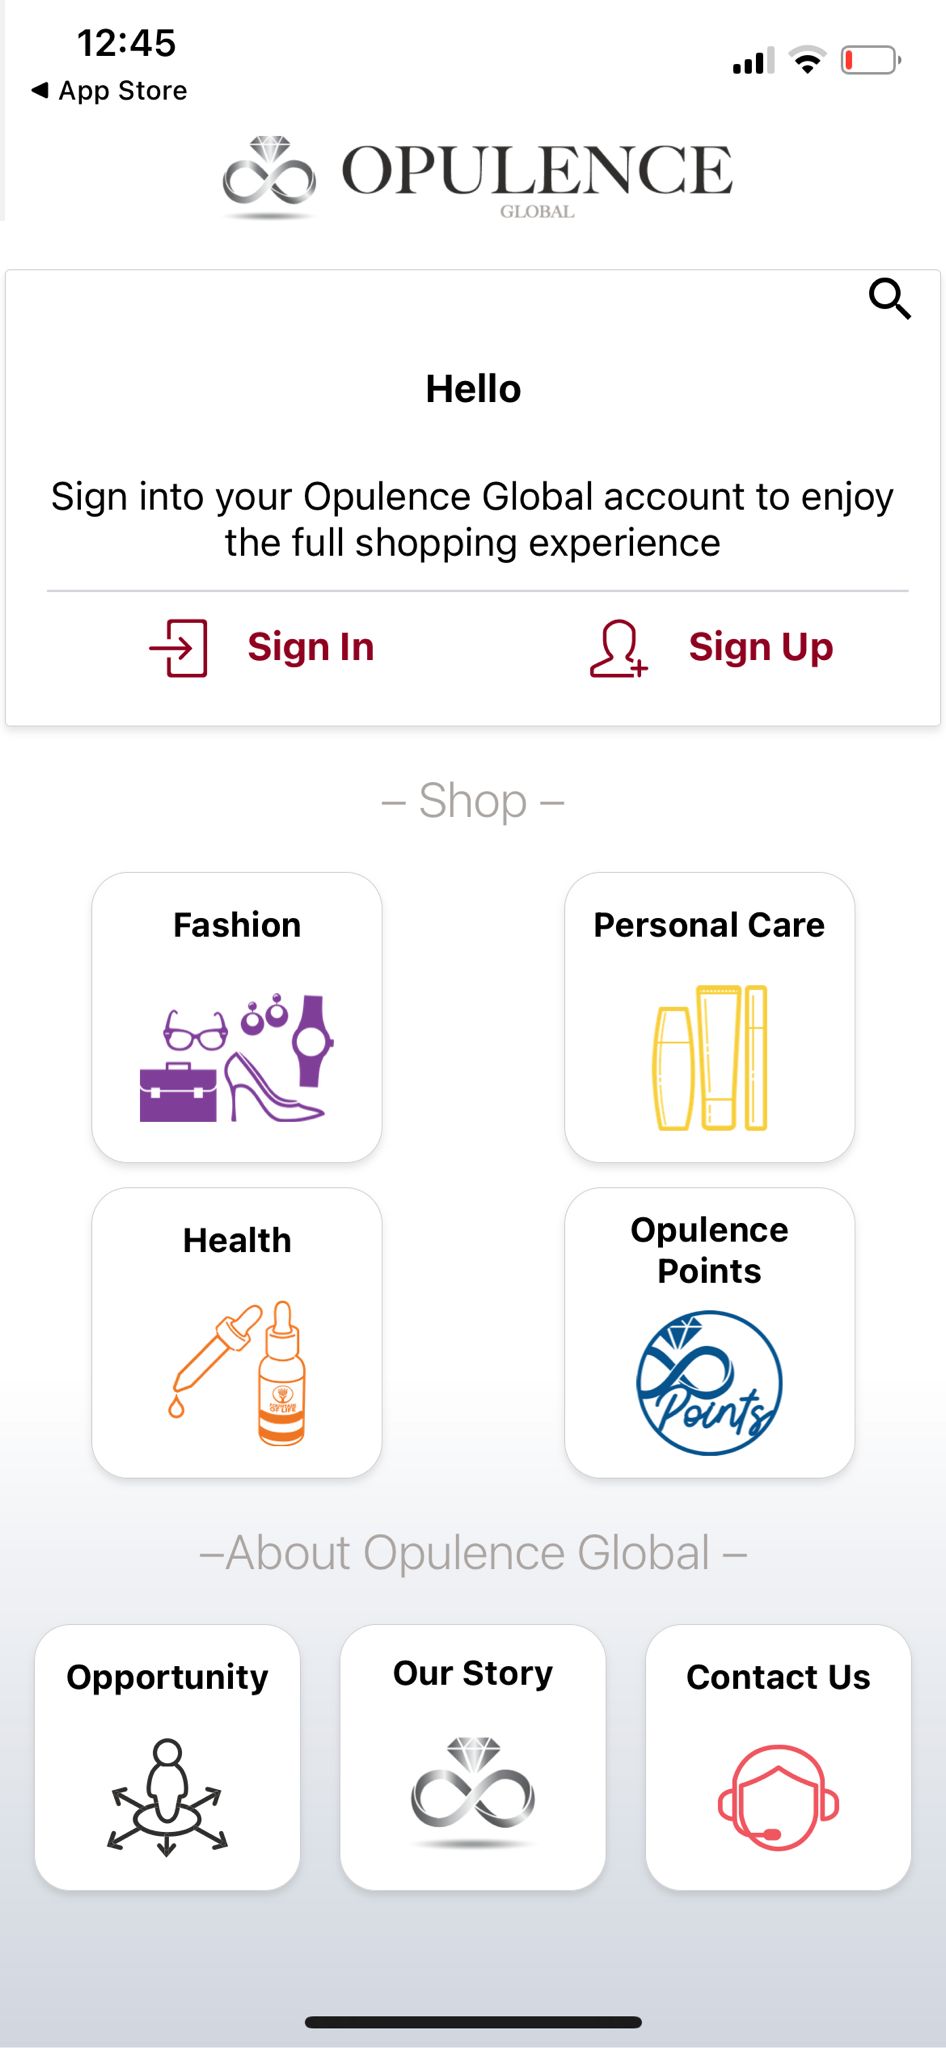 12:45
◀ App Store
OPULENCE
GLOBAL
Hello
Sign into your Opulence Global account to enjoy
the full shopping experience
Sign In
Sign Up
– Shop –
Fashion
Personal Care
Health
Opulence
Points
OF LIFE
Points
–About Opulence Global –
Opportunity
Our Story
Contact Us